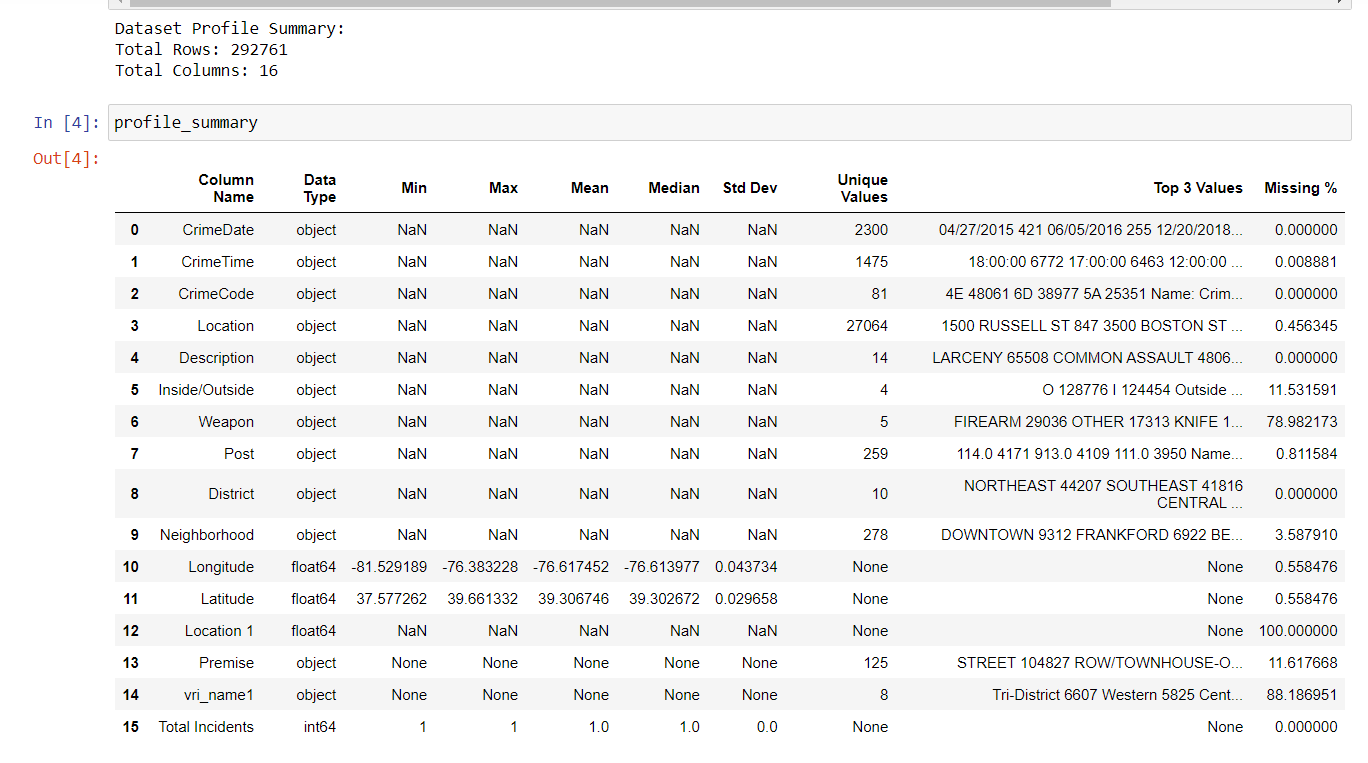 Dataset Profile Summary:
Total Rows: 292761
Total Columns: 16
In [4]: profile_summary
Out[4]:
Column Name Data Type Min Max Mean Median Std Dev Unique Values Top 3 Values Missing %
0 CrimeDate object NaN NaN NaN NaN NaN 2300 04/27/2015 421 06/05/2016 255 12/20/2018... 0.000000
1 CrimeTime object NaN NaN NaN NaN NaN 1475 18:00:00 6772 17:00:00 6463 12:00:00 ... 0.008881
2 CrimeCode object NaN NaN NaN NaN NaN 81 4E 48061 6D 38977 5A 25351 Name: Crim... 0.000000
3 Location object NaN NaN NaN NaN NaN 27064 1500 RUSSELL ST 847 3500 BOSTON ST ... 0.456345
4 Description object NaN NaN NaN NaN NaN 14 LARCENY 65508 COMMON ASSAULT 4806... 0.000000
5 Inside/Outside object NaN NaN NaN NaN NaN 4 O 128776 I 124454 Outside ... 11.531591
6 Weapon object NaN NaN NaN NaN NaN 5 FIREARM 29036 OTHER 17313 KNIFE 1... 78.982173
7 Post object NaN NaN NaN NaN NaN 259 114.0 4171 913.0 4109 111.0 3950 Name... 0.811584
8 District object NaN NaN NaN NaN NaN 10 NORTHEAST 44207 SOUTHEAST 41816 CENTRAL ... 0.000000
9 Neighborhood object NaN NaN NaN NaN NaN 278 DOWNTOWN 9312 FRANKFORD 6922 BE... 3.587910
10 Longitude float64 -81.529189 -76.383228 -76.617452 -76.613977 0.043734 None None 0.558476
11 Latitude float64 37.577262 39.661332 39.306746 39.302672 0.029658 None None 0.558476
12 Location 1 float64 NaN NaN NaN NaN NaN None None 100.000000
13 Premise object None None None None None 125 STREET 104827 ROW/TOWNHOUSE-O... 11.617668
14 vri_name1 object None None None None None 8 Tri-District 6607 Western 5825 Cent... 88.186951
15 Total Incidents int64 1 1 1.0 1.0 0.0 None None 0.000000